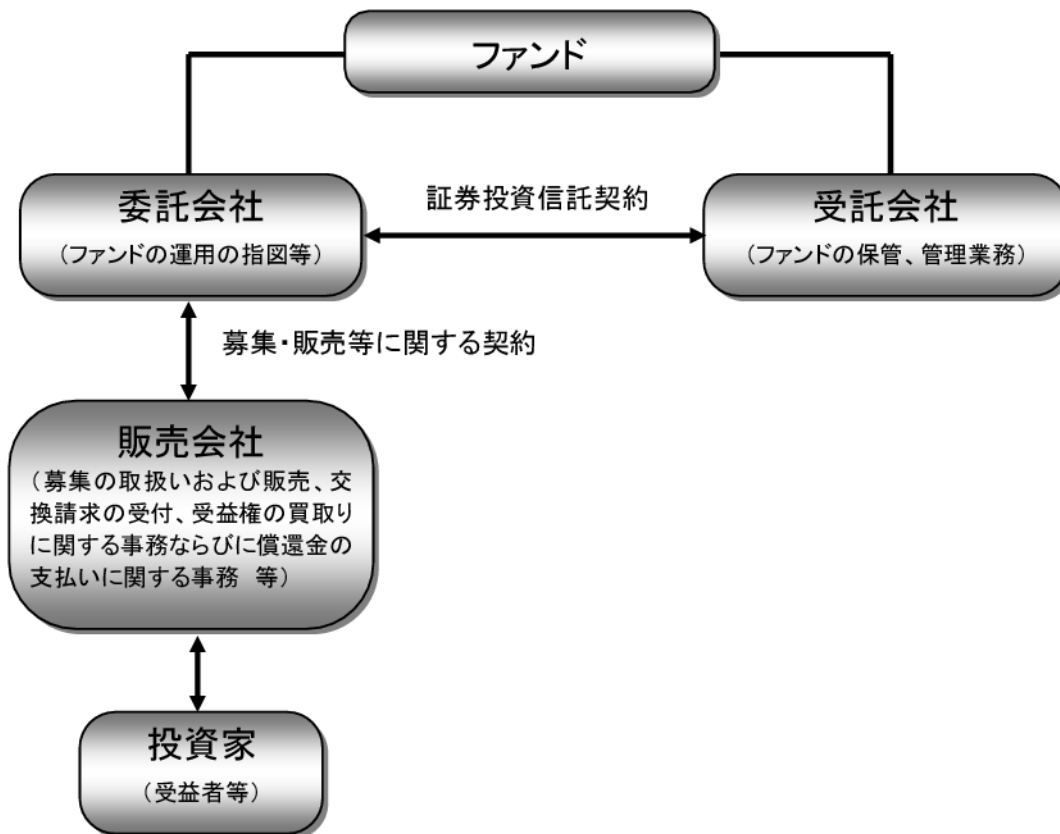 ファンド
委託会社
（ファンドの運用の指図等）
証券投資信託契約
受託会社
（ファンドの保管、管理業務）
募集・販売等に関する契約
販売会社
（募集の取扱いおよび販売、交
換請求の受付、受益権の買取り
に関する事務ならびに償還金の
支払いに関する事務　等）
投資家
（受益者等）